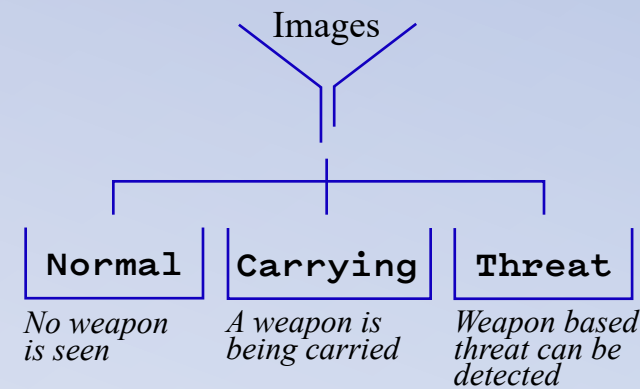 Images
Normal
Carrying
Threat
No weapon
is seen
A weapon is
being carried
Weapon based
threat can be
detected